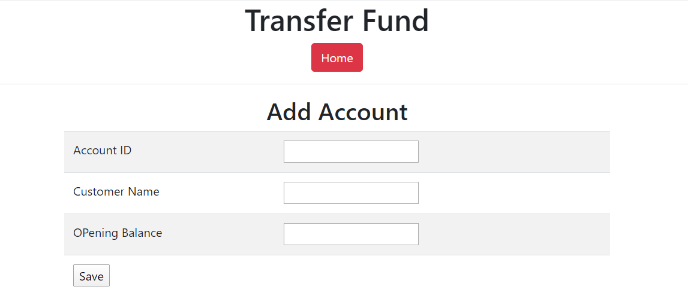 Transfer Fund
Home
Add Account
Account ID
Customer Name
OPening Balance
Save